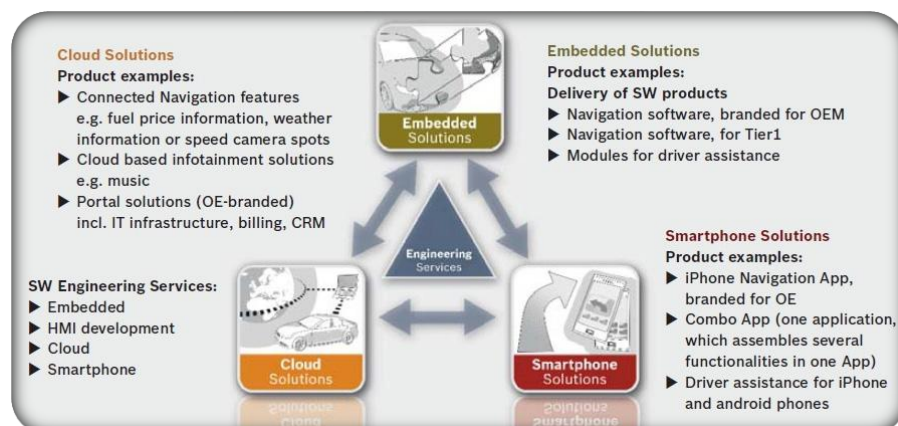 Cloud Solutions
Product examples:
▶ Connected Navigation features
e.g. fuel price information, weather
information or speed camera spots
▶ Cloud based infotainment solutions
e.g. music
▶ Portal solutions (OE-branded)
incl. IT infrastructure, billing, CRM
Embedded
Solutions
Embedded Solutions
Product examples:
Delivery of SW products
▶ Navigation software, branded for OEM
▶ Navigation software, for Tier1
▶ Modules for driver assistance
Engineering
Services
SW Engineering Services:
▶ Embedded
▶ HMI development
▶ Cloud
▶ Smartphone
Cloud
Solutions
Smartphone
Solutions
Smartphone Solutions
Product examples:
▶ iPhone Navigation App,
branded for OE
▶ Combo App (one application,
which assembles several
functionalities in one App)
▶ Driver assistance for iPhone
and android phones